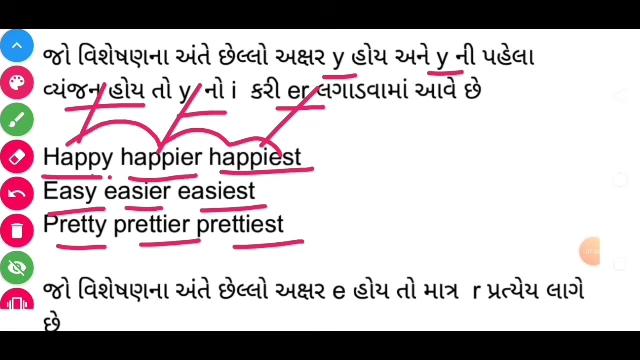 જો વિશેષણના અંતે છેલ્લો અક્ષર y હોય અને y ની પહેલા
વ્યંજન હોય તો y નો i કરી er લગાડવામાં આવે છે
Happy happier happiest
Easy easier easiest
Pretty prettier prettiest
જો વિશેષણના અંતે છેલ્લો અક્ષર e હોય તો માત્ર r પ્રત્યેય લાગે
છે